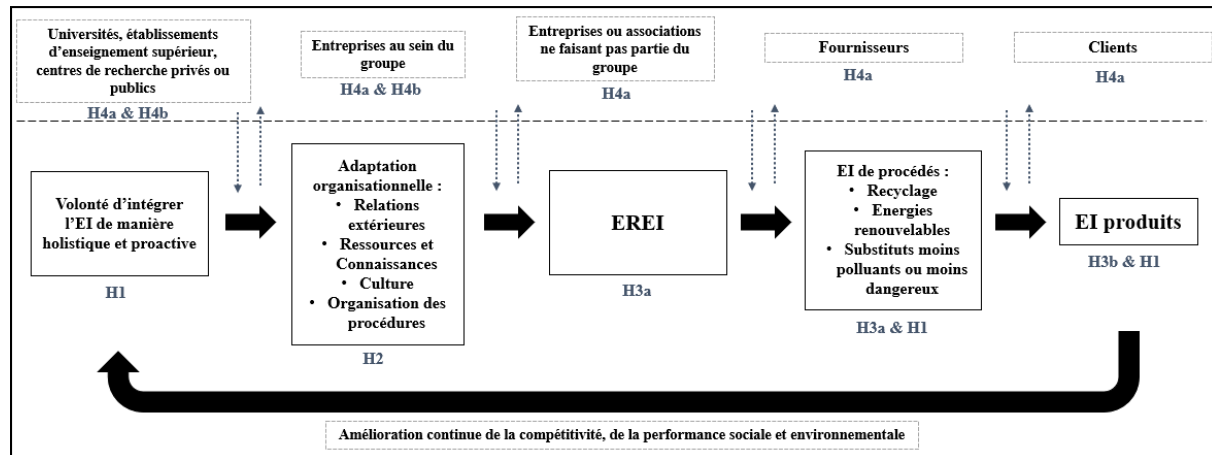 Universités, établissements
d'enseignement supérieur,
centres de recherche privés ou
publics
H4a & H4b
Entreprises au sein du
groupe
H4a & H4b
Entreprises ou associations
ne faisant pas partie du
groupe
H4a
Fournisseurs
H4a
Clients
H4a
Volonté d'intégrer
l'EI de manière
holistique et proactive
H1
Adaptation
organisationnelle :
• Relations
extérieures
• Ressources et
Connaissances
• Culture
• Organisation des
procédures
H2
EREI
H3a
EI de procédés :
• Recyclage
• Energies
renouvelables
• Substituts moins
polluants ou moins
dangereux
H3a & H1
EI produits
H3b & H1
Amélioration continue de la compétitivité, de la performance sociale et environnementale